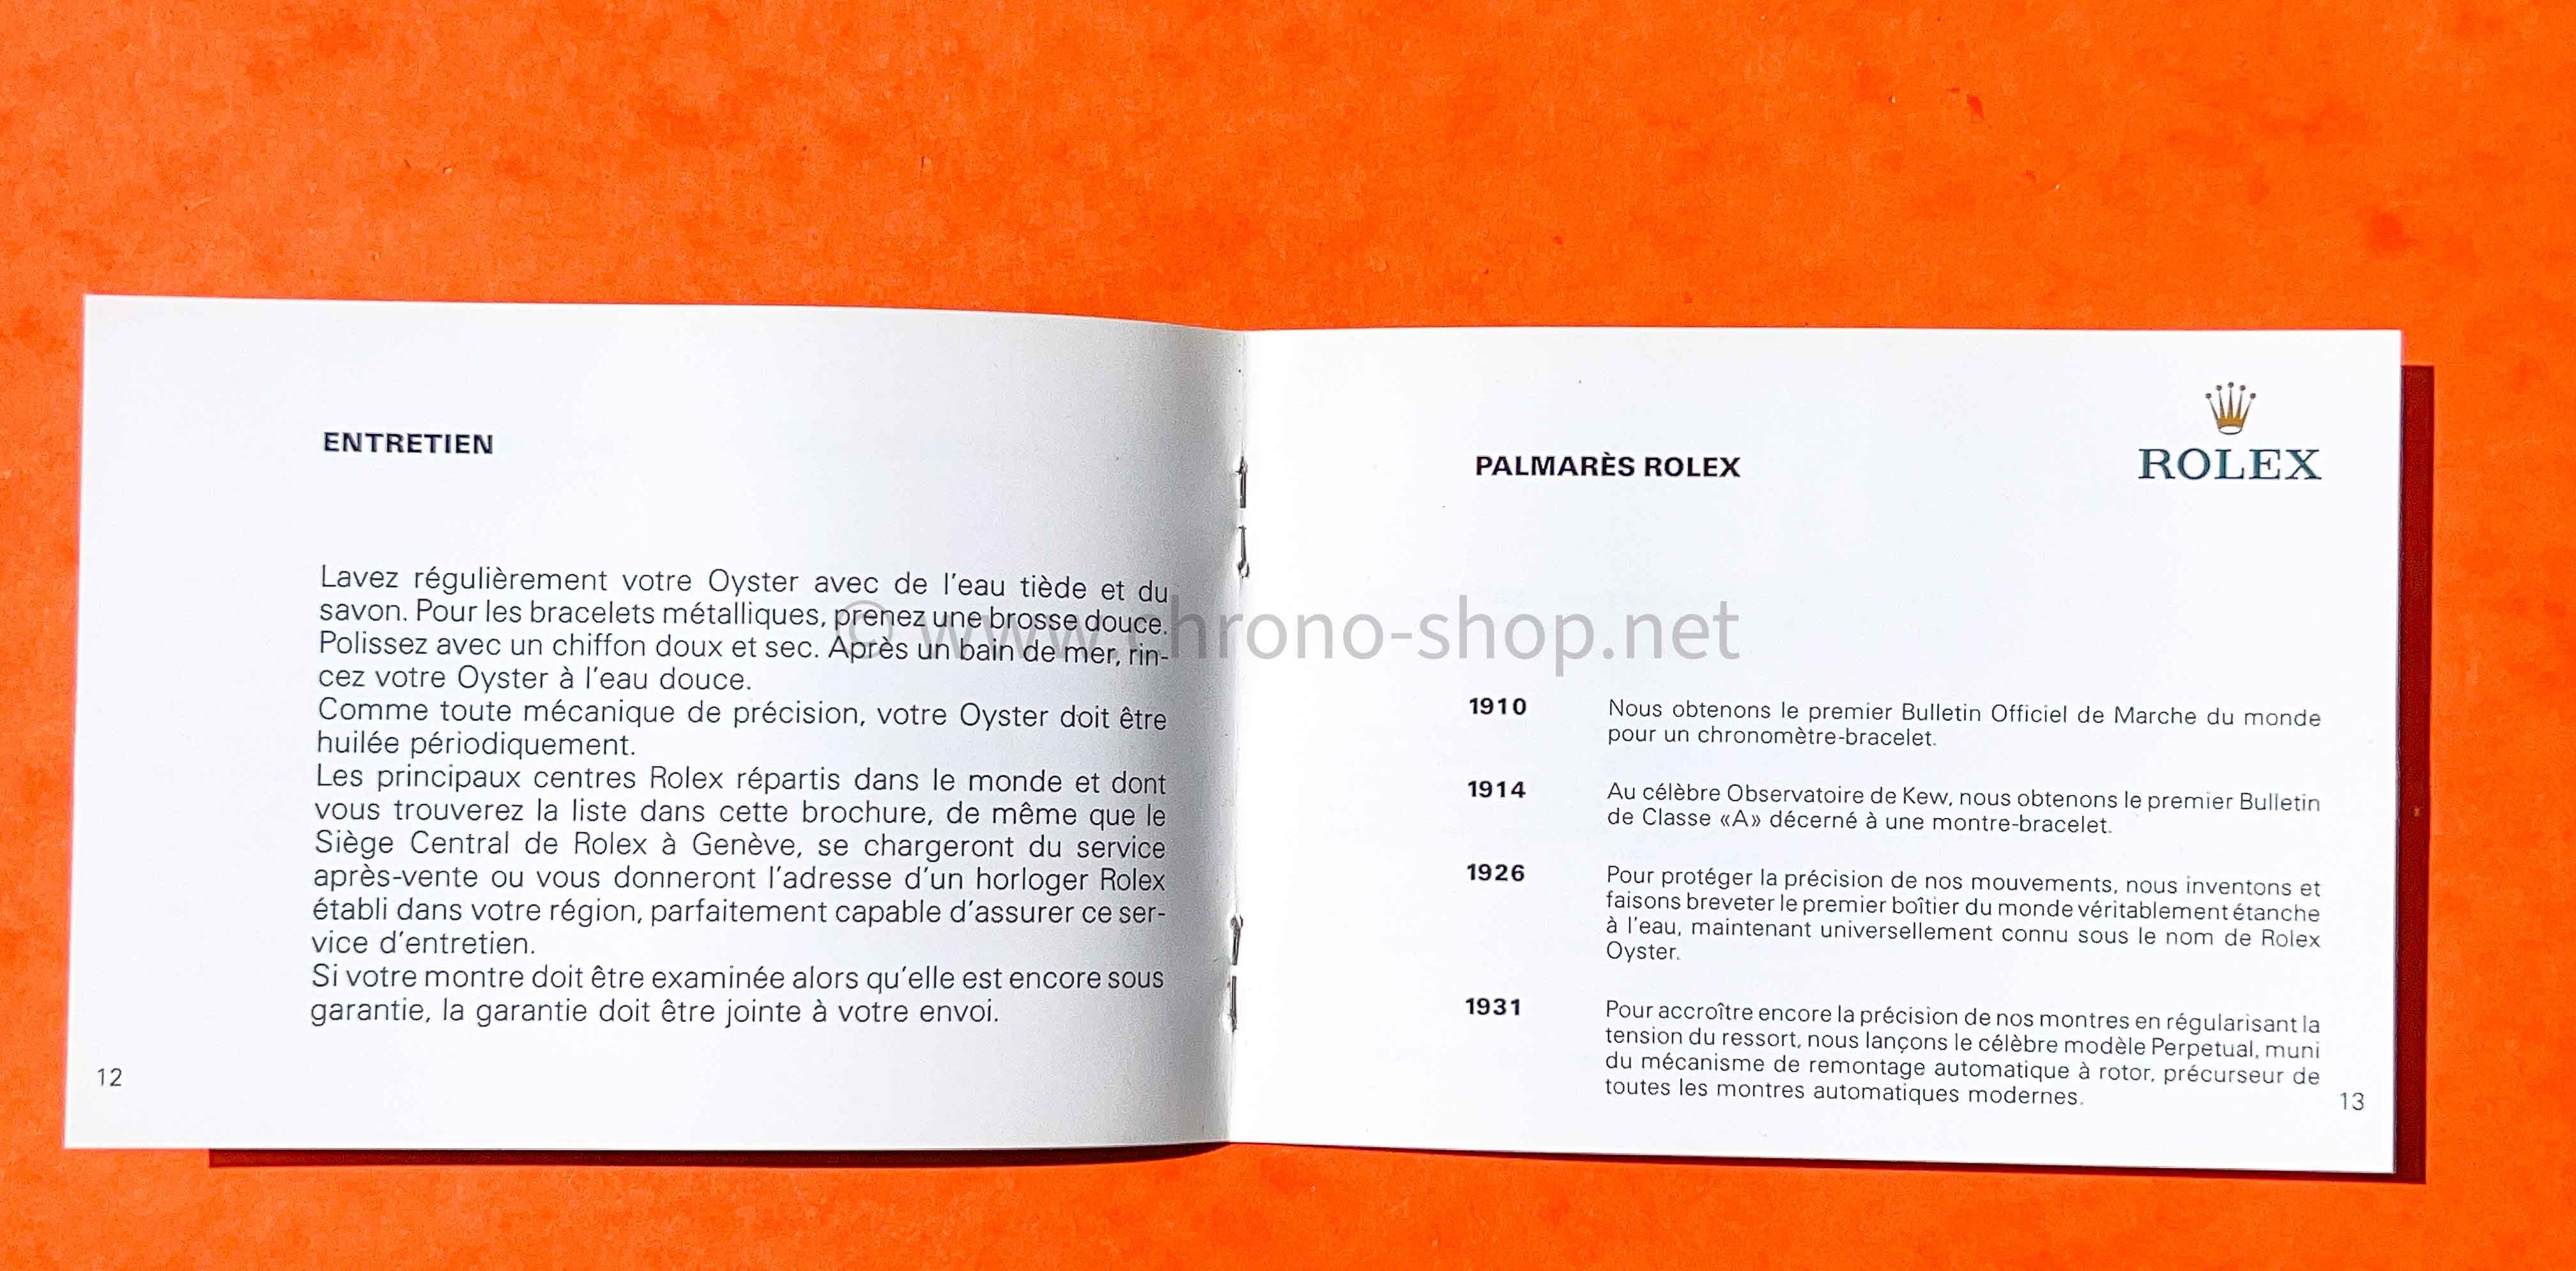 ENTRETIEN
Lavez régulièrement votre Oyster avec de l'eau tiède et du
savon. Pour les bracelets métalliques, prenez une brosse douce.
Polissez avec un chiffon doux et sec. Après un bain de mer, rin-
cez votre Oyster à l'eau douce.
Comme toute mécanique de précision, votre Oyster doit être
huilée périodiquement.
Les principaux centres Rolex répartis dans le monde et dont
vous trouverez la liste dans cette brochure, de même que le
Siège Central de Rolex à Genève, se chargeront du service
après-vente ou vous donneront l'adresse d'un horloger Rolex
établi dans votre région, parfaitement capable d'assurer ce ser-
vice d'entretien.
Si votre montre doit être examinée alors qu'elle est encore sous
garantie, la garantie doit être jointe à votre envoi.
12
PALMARÈS ROLEX
ROLEX
1910 Nous obtenons le premier Bulletin Officiel de Marche du monde
pour un chronomètre-bracelet.
1914 Au célèbre Observatoire de Kew, nous obtenons le premier Bulletin
de Classe «A» décerné à une montre-bracelet.
1926 Pour protéger la précision de nos mouvements, nous inventons et
faisons breveter le premier boîtier du monde véritablement étanche
à l'eau, maintenant universellement connu sous le nom de Rolex
Oyster.
1931 Pour accroître encore la précision de nos montres en régularisant la
tension du ressort, nous lançons le célèbre modèle Perpetual, muni
du mécanisme de remontage automatique à rotor, précurseur de
toutes les montres automatiques modernes.
13
© www.chrono-shop.net